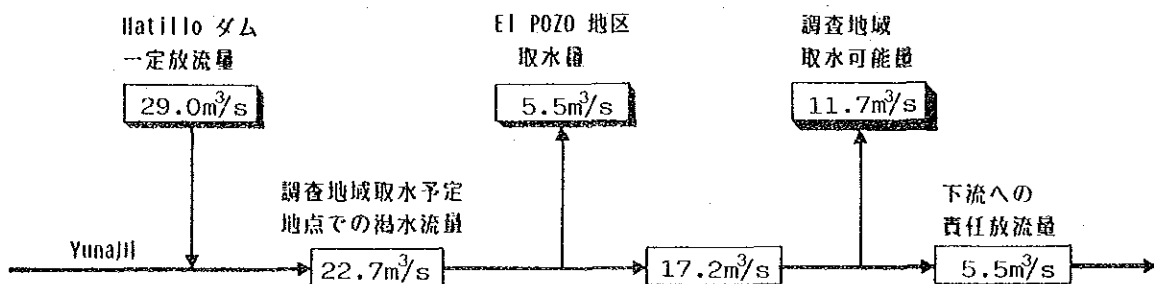 Hatillo ダム
一定放流量
29.0m³/s
El POZO 地区
取水量
5.5m³/s
調査地域
取水可能量
11.7m³/s
調査地域取水予定
地点での渇水流量
下流への
責任放流量
Yuna川
22.7m³/s
17.2m³/s
5.5m³/s